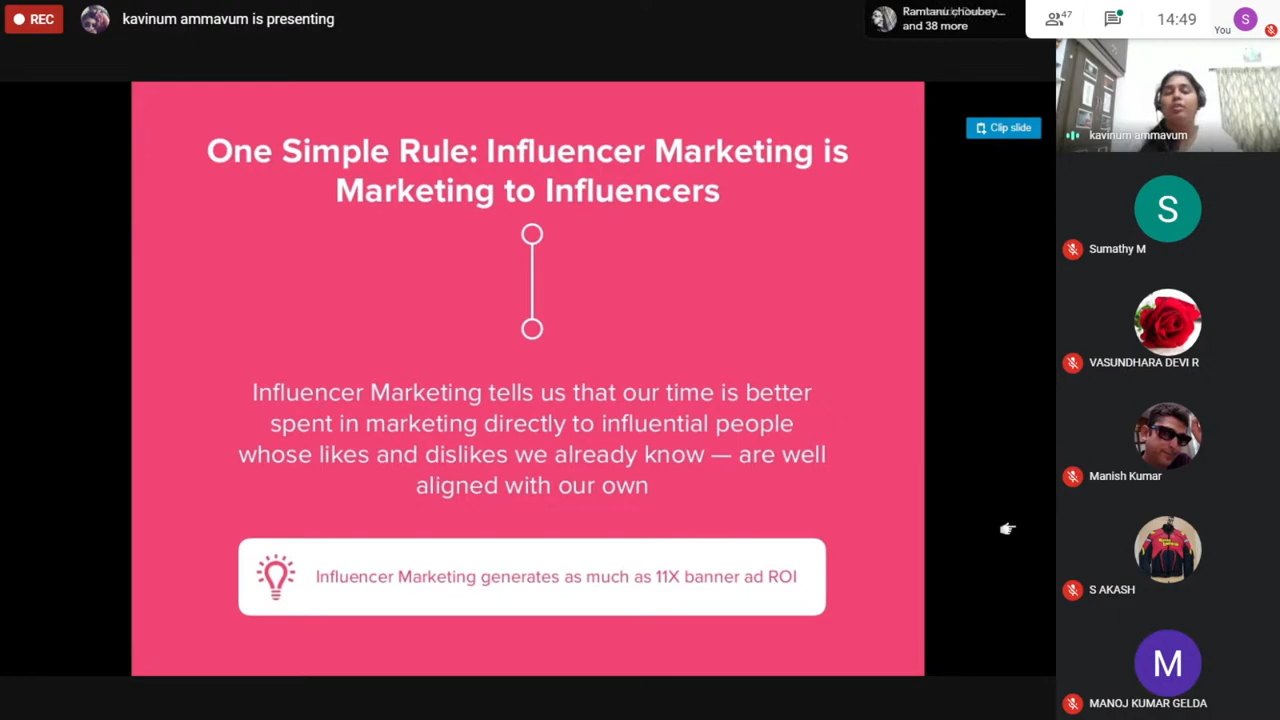 REC
kavinum ammavum is presenting
and 38 more
47
14:49
S
You
Clip slide
One Simple Rule: Influencer Marketing is
Marketing to Influencers
Influencer Marketing tells us that our time is better
spent in marketing directly to influential people
whose likes and dislikes we already know — are well
aligned with our own
Influencer Marketing generates as much as 11X banner ad ROI
kavinum ammavum
S
Sumathy M
VASUNDHARA DEVI R
Manish Kumar
S AKASH
M
MANOJ KUMAR GELDA